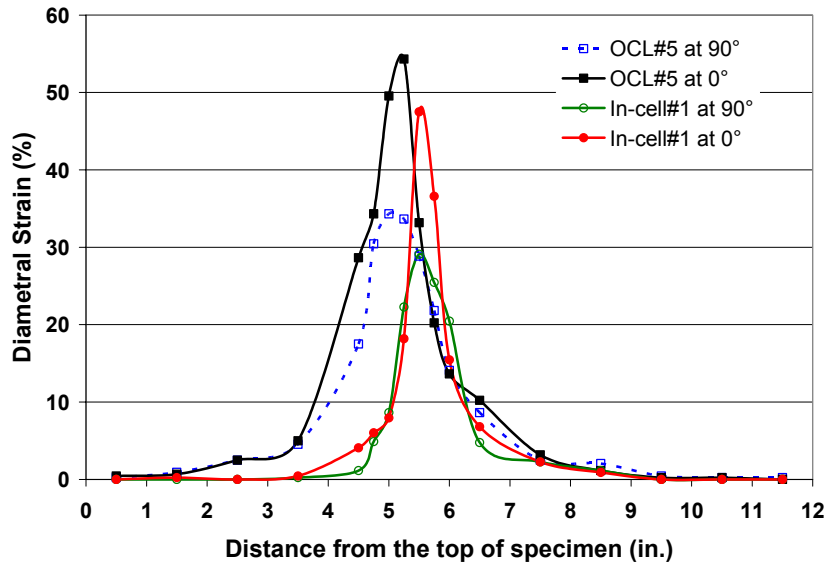 60
50
40
30
20
10
0
Diametral Strain (%)
OCL#5 at 90°
OCL#5 at 0°
In-cell#1 at 90°
In-cell#1 at 0°
0 1 2 3 4 5 6 7 8 9 10 11 12
Distance from the top of specimen (in.)